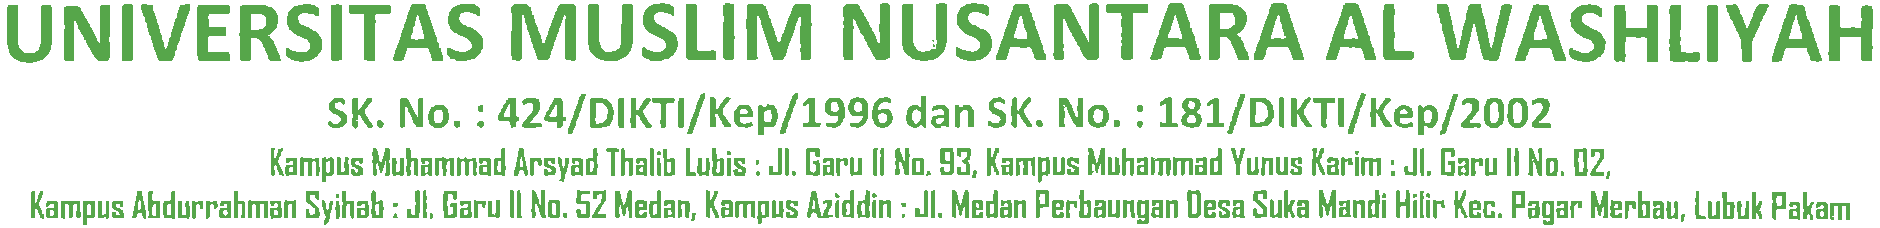 UNIVERSITAS MUSLIM NUSANTARA AL WASHLIYAH
SK. No. : 424/DIKTI/Kep/1996 dan SK. No. : 181/DIKTI/Kep/2002
Kampus Muhammad Arsyad Thalib Lubis : Jl. Garu II No. 93, Kampus Muhammad Yunus Karim : Jl. Garu II No. 02,
Kampus Abdurrahman Syihab : Jl. Garu II No. 52 Medan, Kampus Aziddin : Jl. Medan Perbaungan Desa Suka Mandi Hilir Kec. Pagar Merbau, Lubuk Pakam